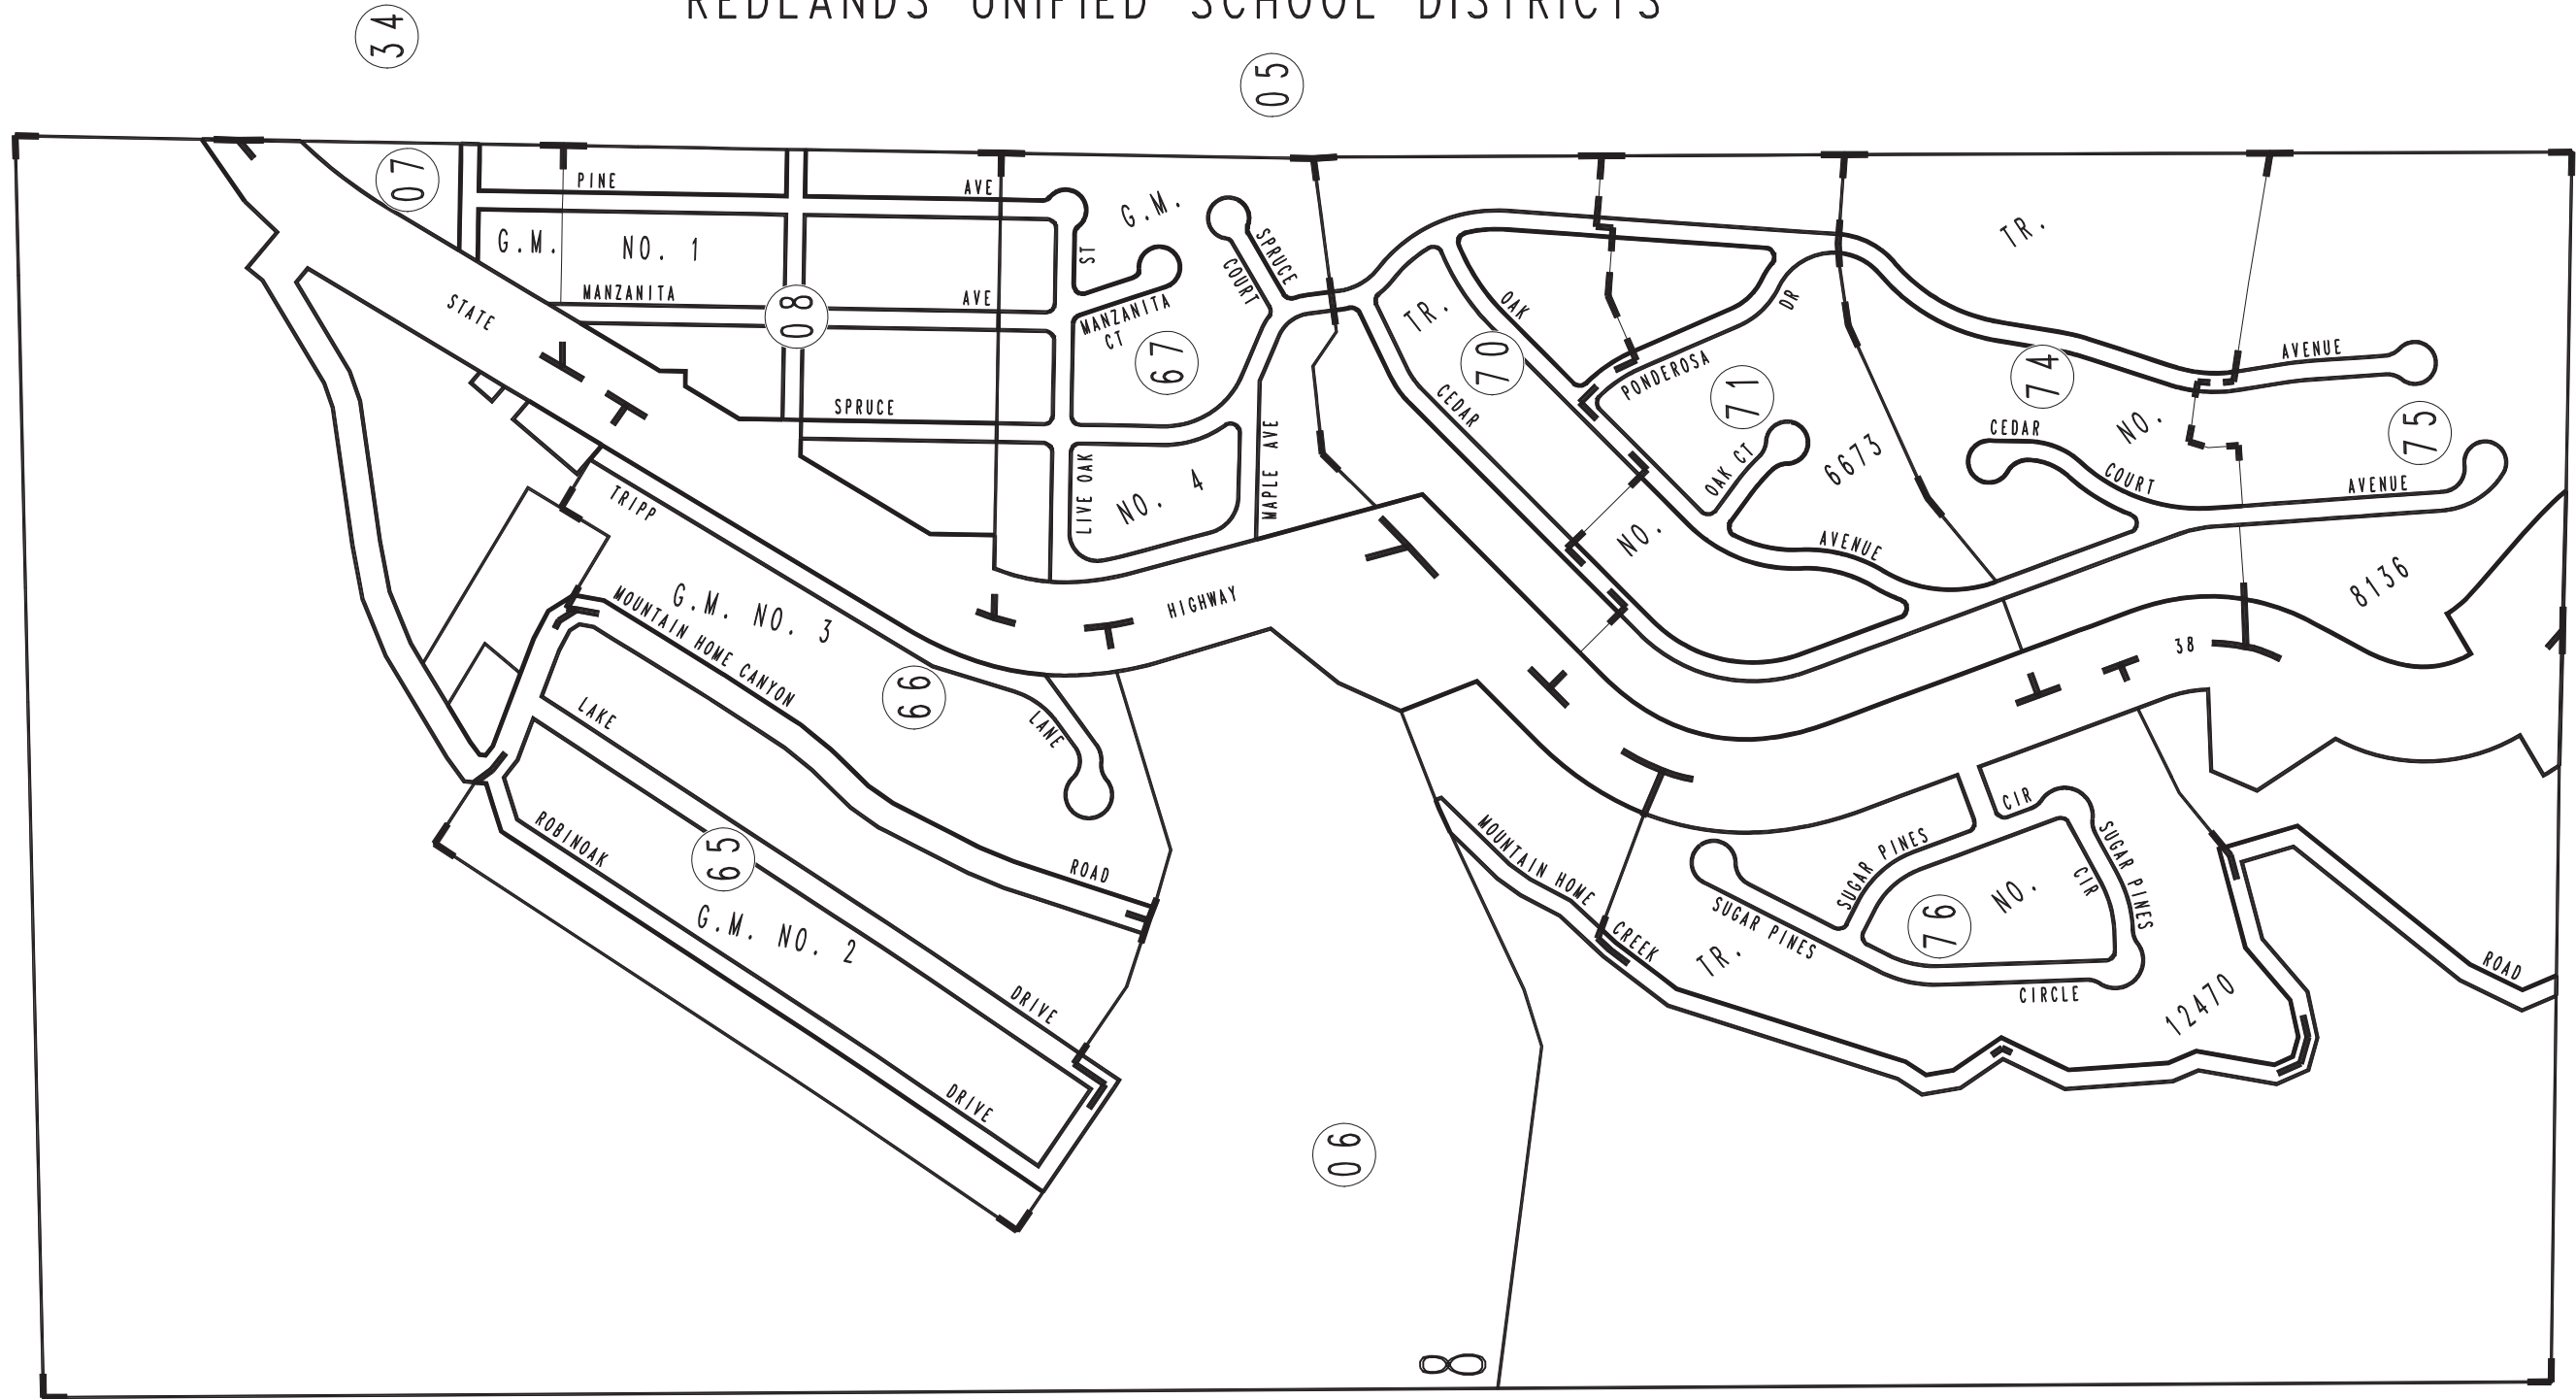 REDLANDS UNIFIED SCHOOL DISTRICTS
34
05
07
PINE AVE
G.M. NO. 1
G.M.
MANZANITA AVE
ST
MANZANITA
CT
SPRUCE
COURT
STATE
08
67
SPRUCE
LIVE OAK
NO. 4
MAPLE AVE
TR.
OAK
DR
70
PONDEROSA
CEDAR
71
OAK CT
6673
NO.
AVENUE
TR.
74
AVENUE
NO.
CEDAR
COURT
75
AVENUE
8136
TRIPP
HIGHWAY
38
G.M. NO. 3
MOUNTAIN HOME CANYON
66
LANE
LAKE
ROAD
ROBINOAK
65
G.M. NO. 2
DRIVE
DRIVE
MOUNTAIN HOME
CREEK
TR.
SUGAR PINES
SUGAR PINES
CIR
SUGAR PINES
CIR
76
NO.
CIRCLE
12470
ROAD
06
8